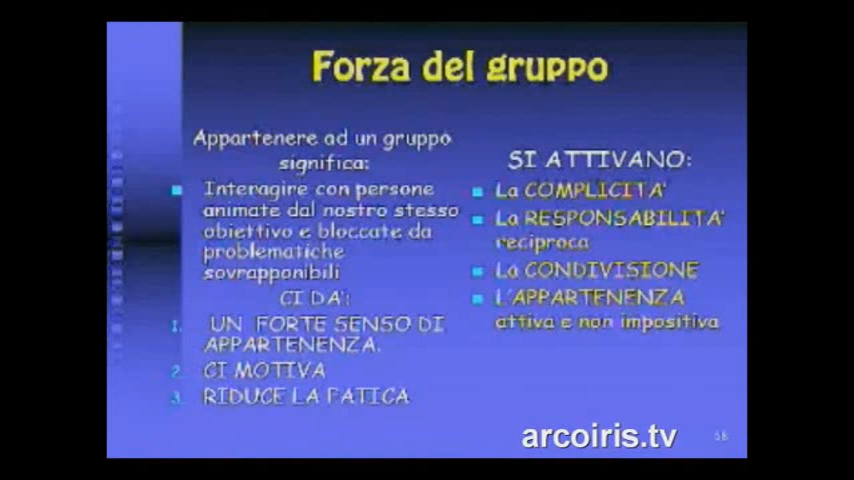 Forza del gruppo
Appartenere ad un gruppo
significa:
Interagire con persone
animate dal nostro stesso
obiettivo e bloccate da
problematiche
sovrapponibili
CI DA':
1. UN FORTE SENSO DI
APPARTENENZA.
2. CI MOTIVA
3. RIDUCE LA FATICA
SI ATTIVANO:
La COMPLICITA'
La RESPONSABILITA'
reciproca
La CONDIVISIONE
L'APPARTENENZA
attiva e non impositiva
arcoiris.tv